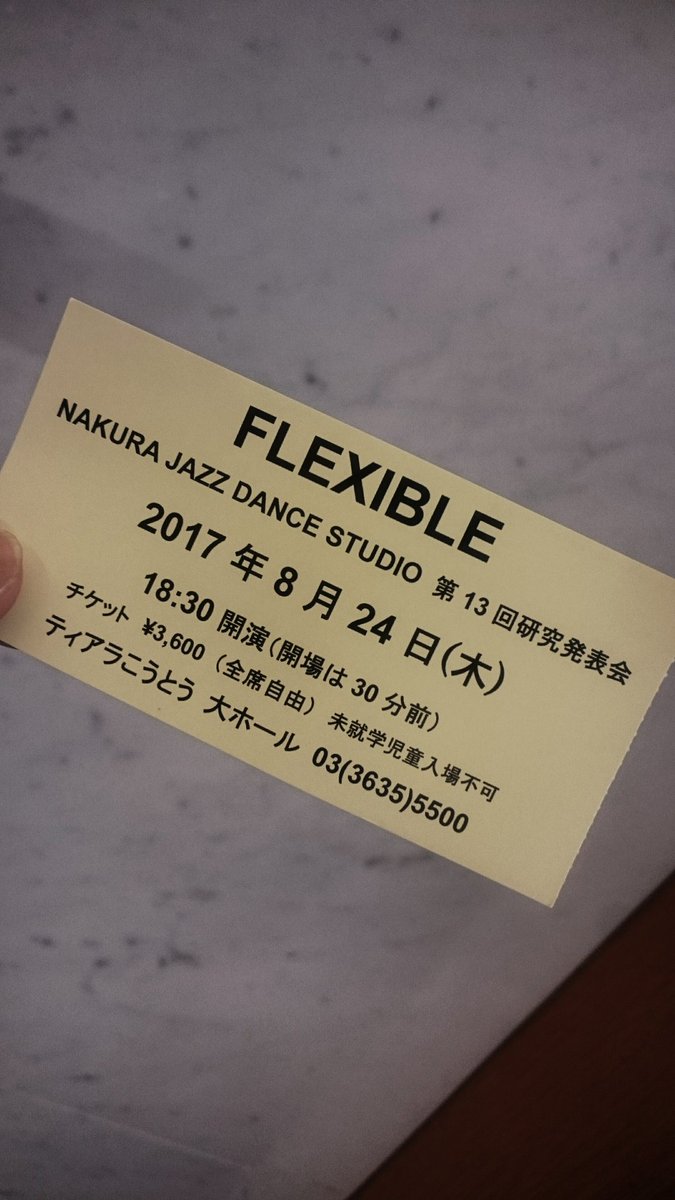 FLEXIBLE
NAKURA JAZZ DANCE STUDIO 第13回研究発表会
2017年8月24日(木)
18:30 開演(開場は30分前)
チケット ¥3,600 (全席自由) 未就学児童入場不可
ティアラこうとう 大ホール 03(3635)5500